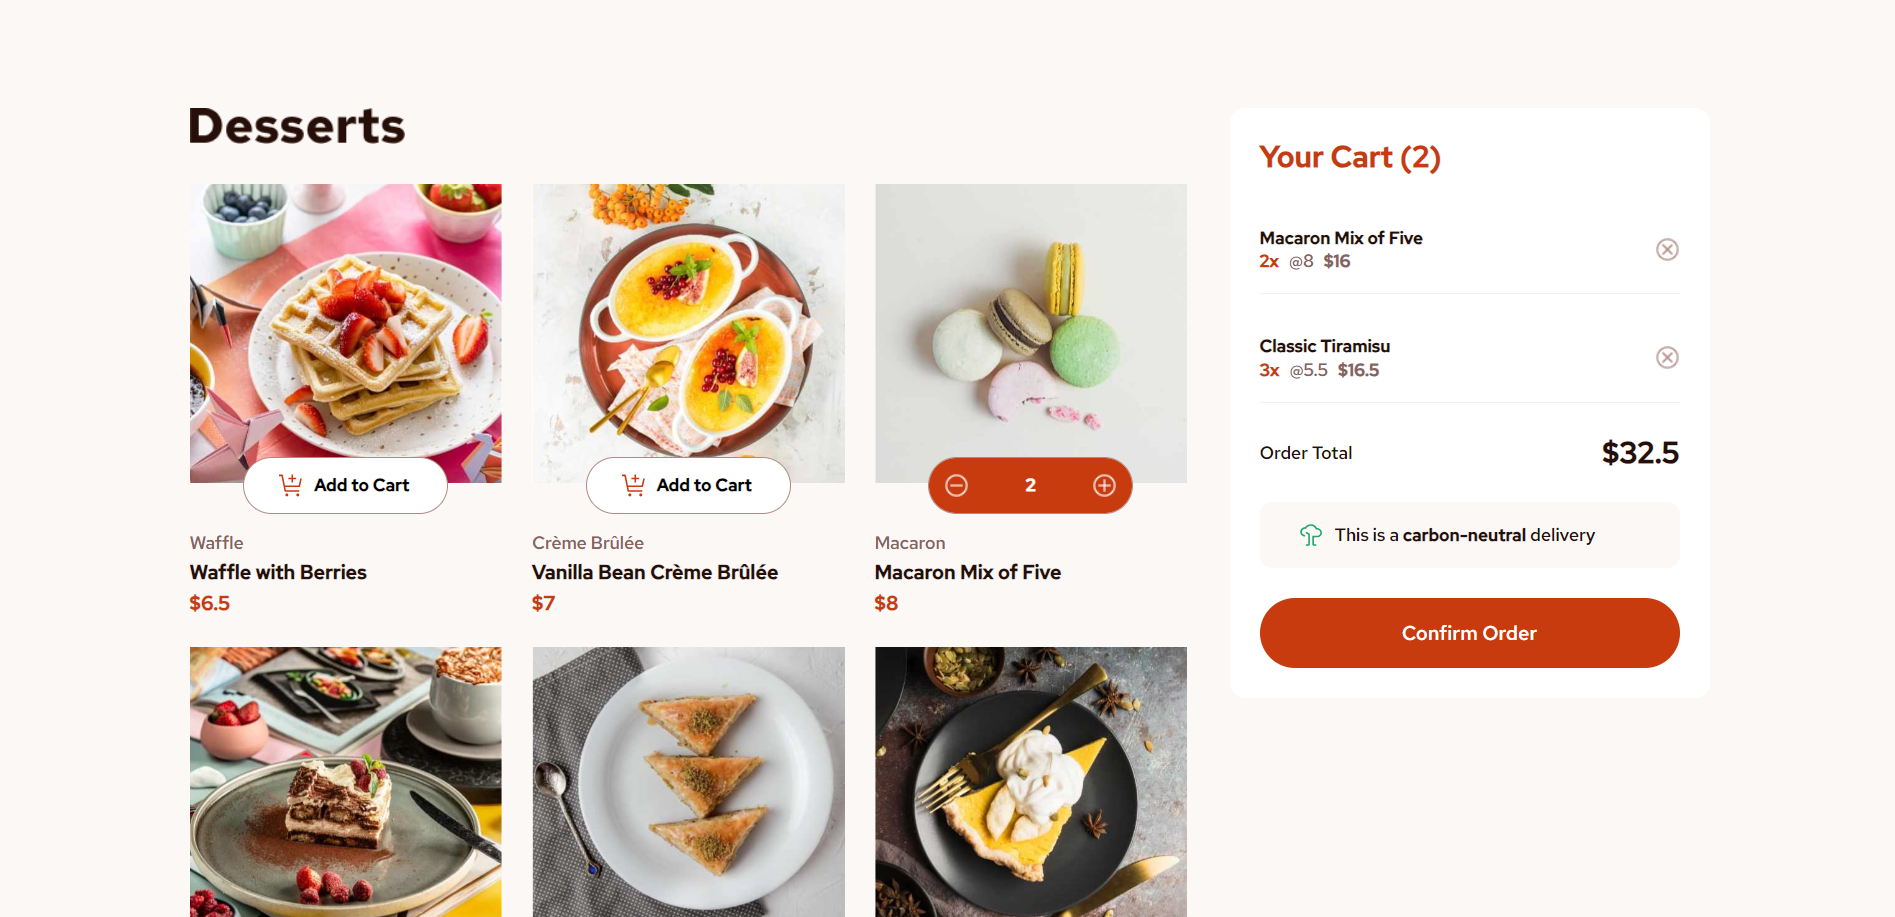 Desserts
Add to Cart
Waffle
Waffle with Berries
$6.5
Add to Cart
Crème Brûlée
Vanilla Bean Crème Brûlée
$7
2
Macaron
Macaron Mix of Five
$8
Your Cart (2)
Macaron Mix of Five
2x @8 $16
Classic Tiramisu
3x @5.5 $16.5
Order Total $32.5
This is a carbon-neutral delivery
Confirm Order